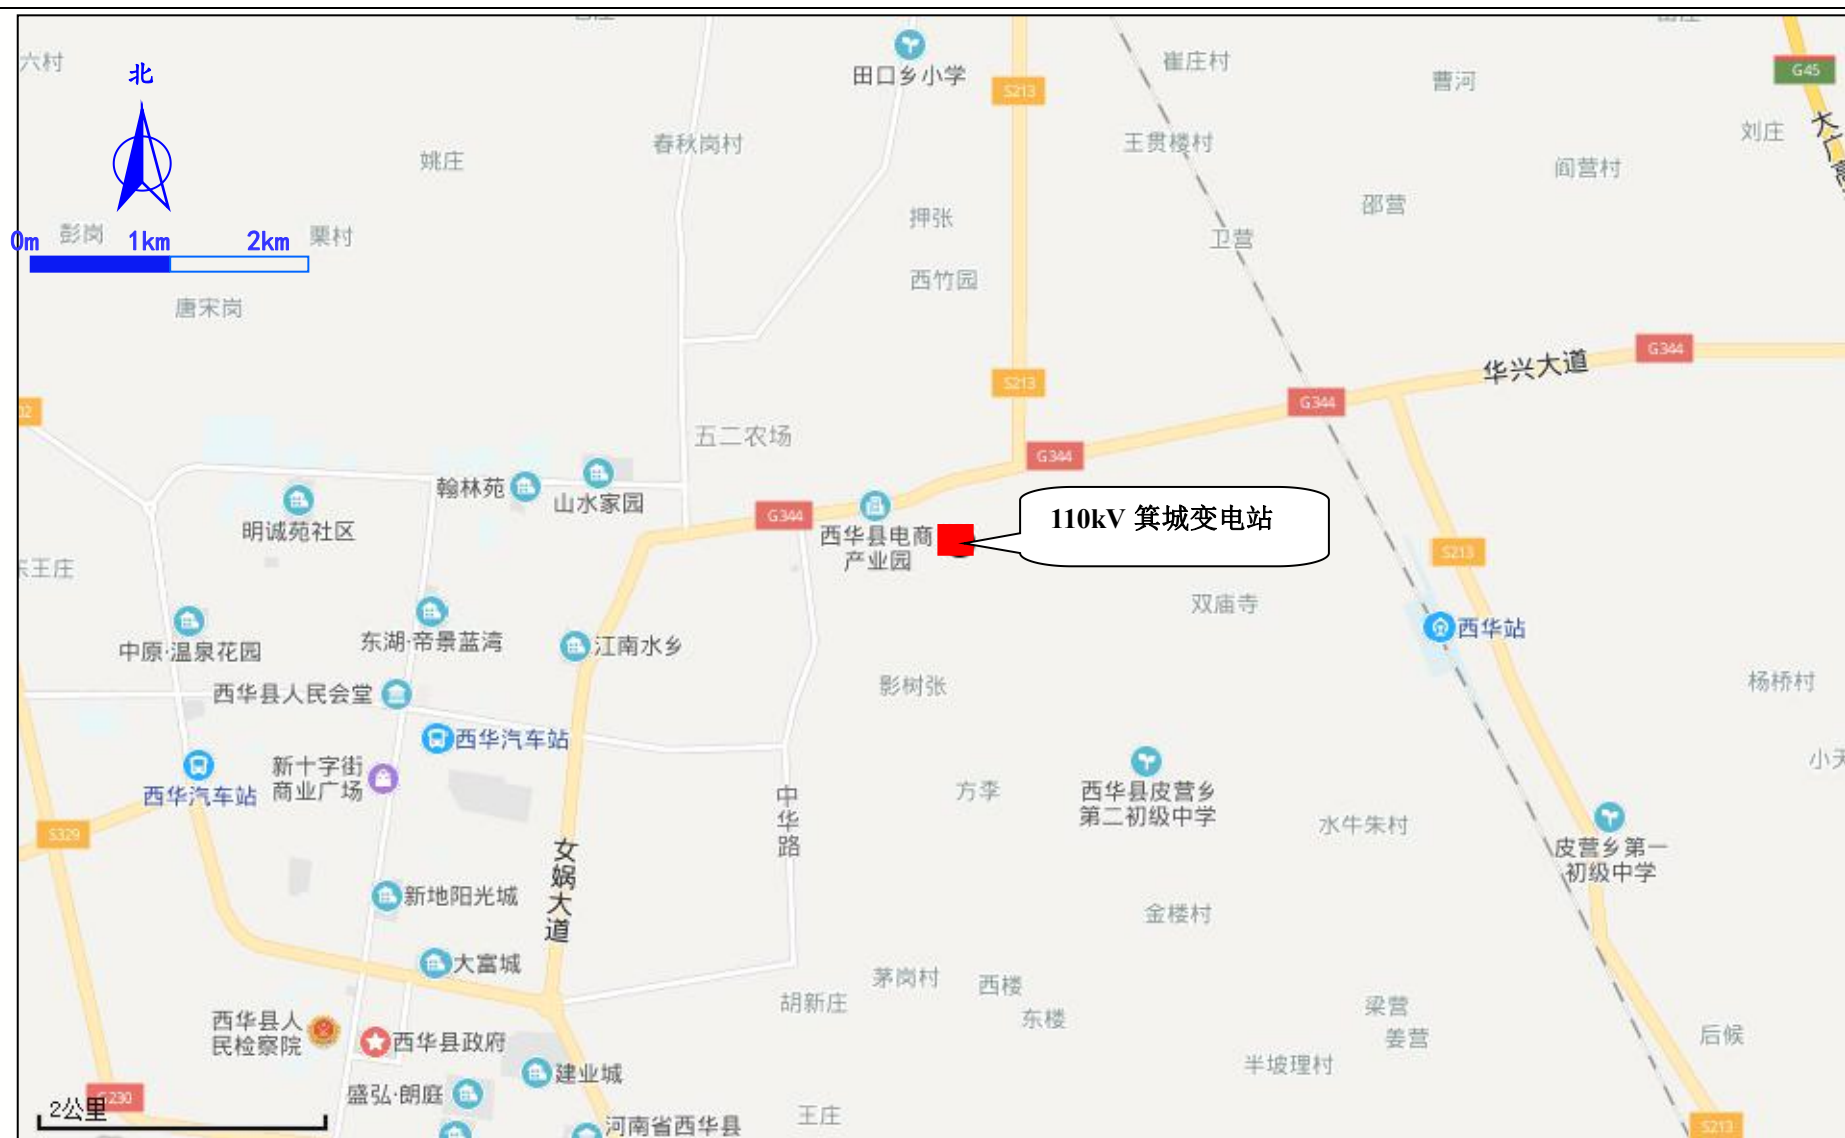 六村
北
田口乡小学
S213
崔庄村
曹河
G45
刘庄
大广高
姚庄
春秋岗村
王贯楼村
阎营村
邵营
押张
卫营
0m
1km
2km
彭岗
栗村
西竹园
唐宋岗
华兴大道
G344
S213
G344
02
五二农场
G344
翰林苑
山水家园
明诚苑社区
G344
西华县电商
产业园
110kV 箕城变电站
S213
王庄
双庙寺
西华站
中原·温泉花园
东湖·帝景蓝湾
江南水乡
影树张
杨桥村
西华县人民会堂
西华汽车站
新十字街
商业广场
西华汽车站
小天
方李
西华县皮营乡
第二初级中学
中华路
水牛朱村
皮营乡第一
初级中学
S329
女娲大道
新地阳光城
金楼村
大富城
茅岗村
西楼
胡新庄
东楼
梁营
姜营
后候
西华县人
民检察院
西华县政府
半坡理村
建业城
盛弘·朗庭
2公里
G230
王庄
河南省西华县
S213